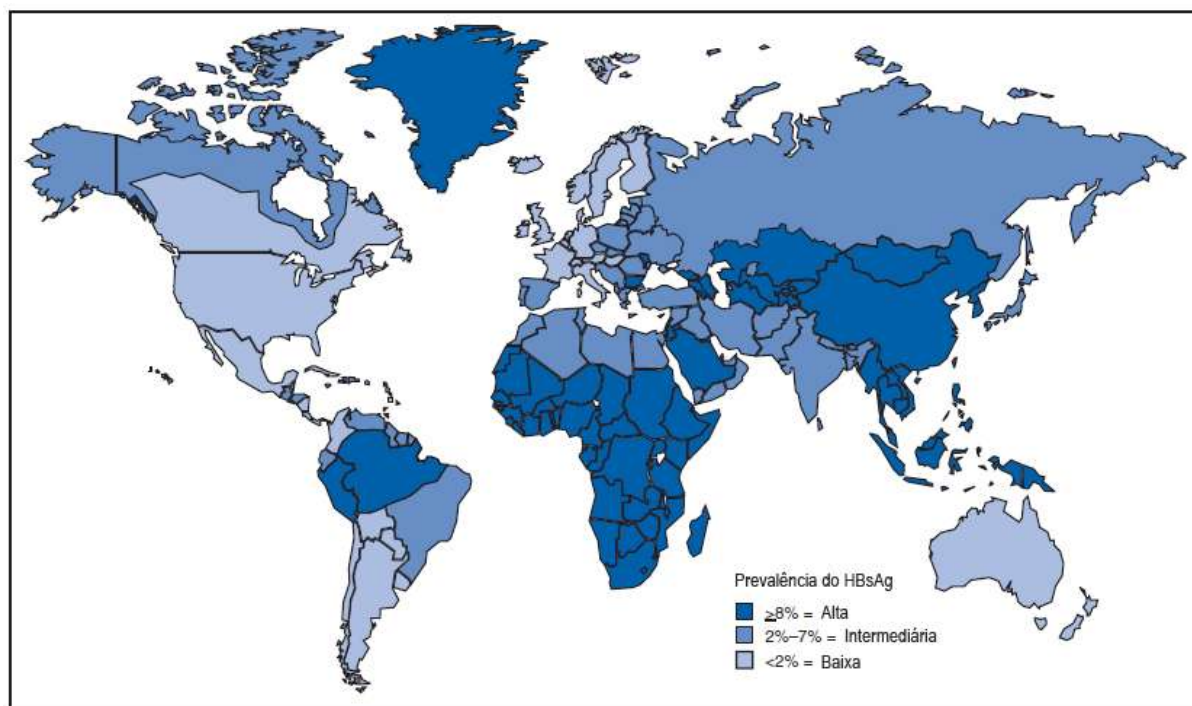 Prevalência do HBsAg
≥8% = Alta
2%–7% = Intermediária
<2% = Baixa